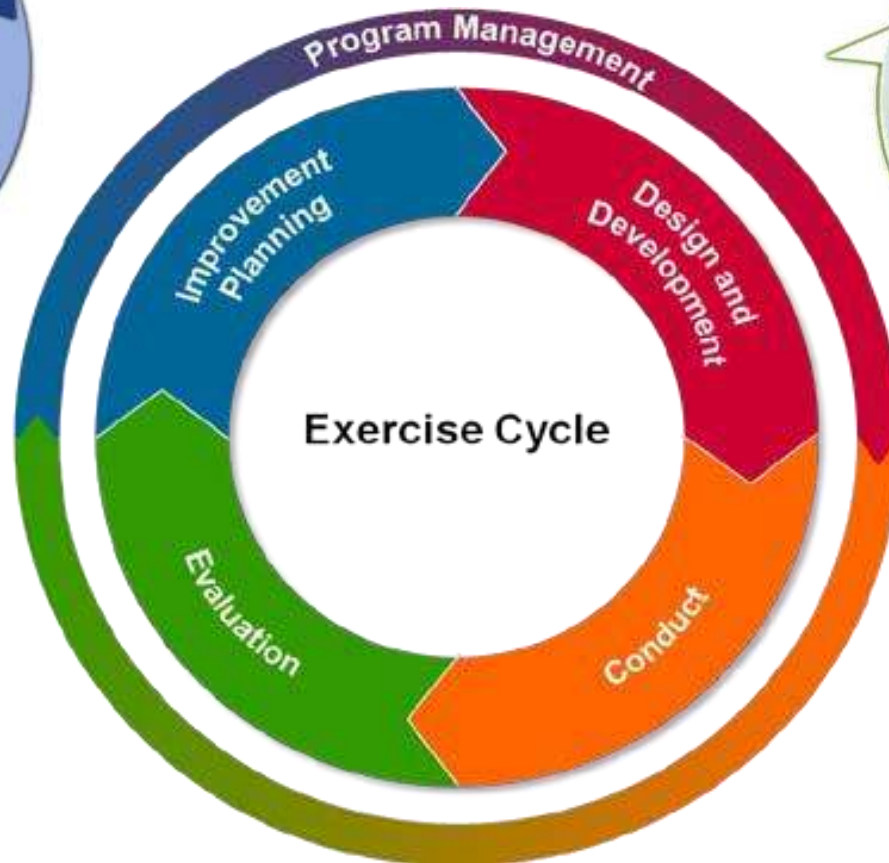 Program Management
Improvement
Planning
Design and
Development
Exercise Cycle
Evaluation
Conduct